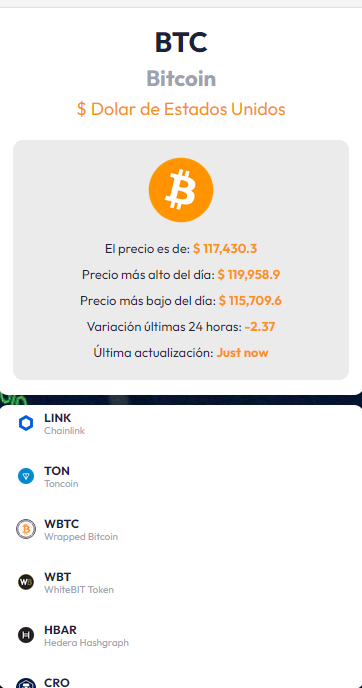 BTC
Bitcoin
$ Dolar de Estados Unidos
El precio es de: $ 117,430.3
Precio más alto del día: $ 119,958.9
Precio más bajo del día: $ 115,709.6
Variación últimas 24 horas: -2.37
Última actualización: Just now
%
LINK
Chainlink
TON
Toncoin
WBTC
Wrapped Bitcoin
WBT
WhiteBIT Token
HBAR
Hedera Hashgraph
CRO